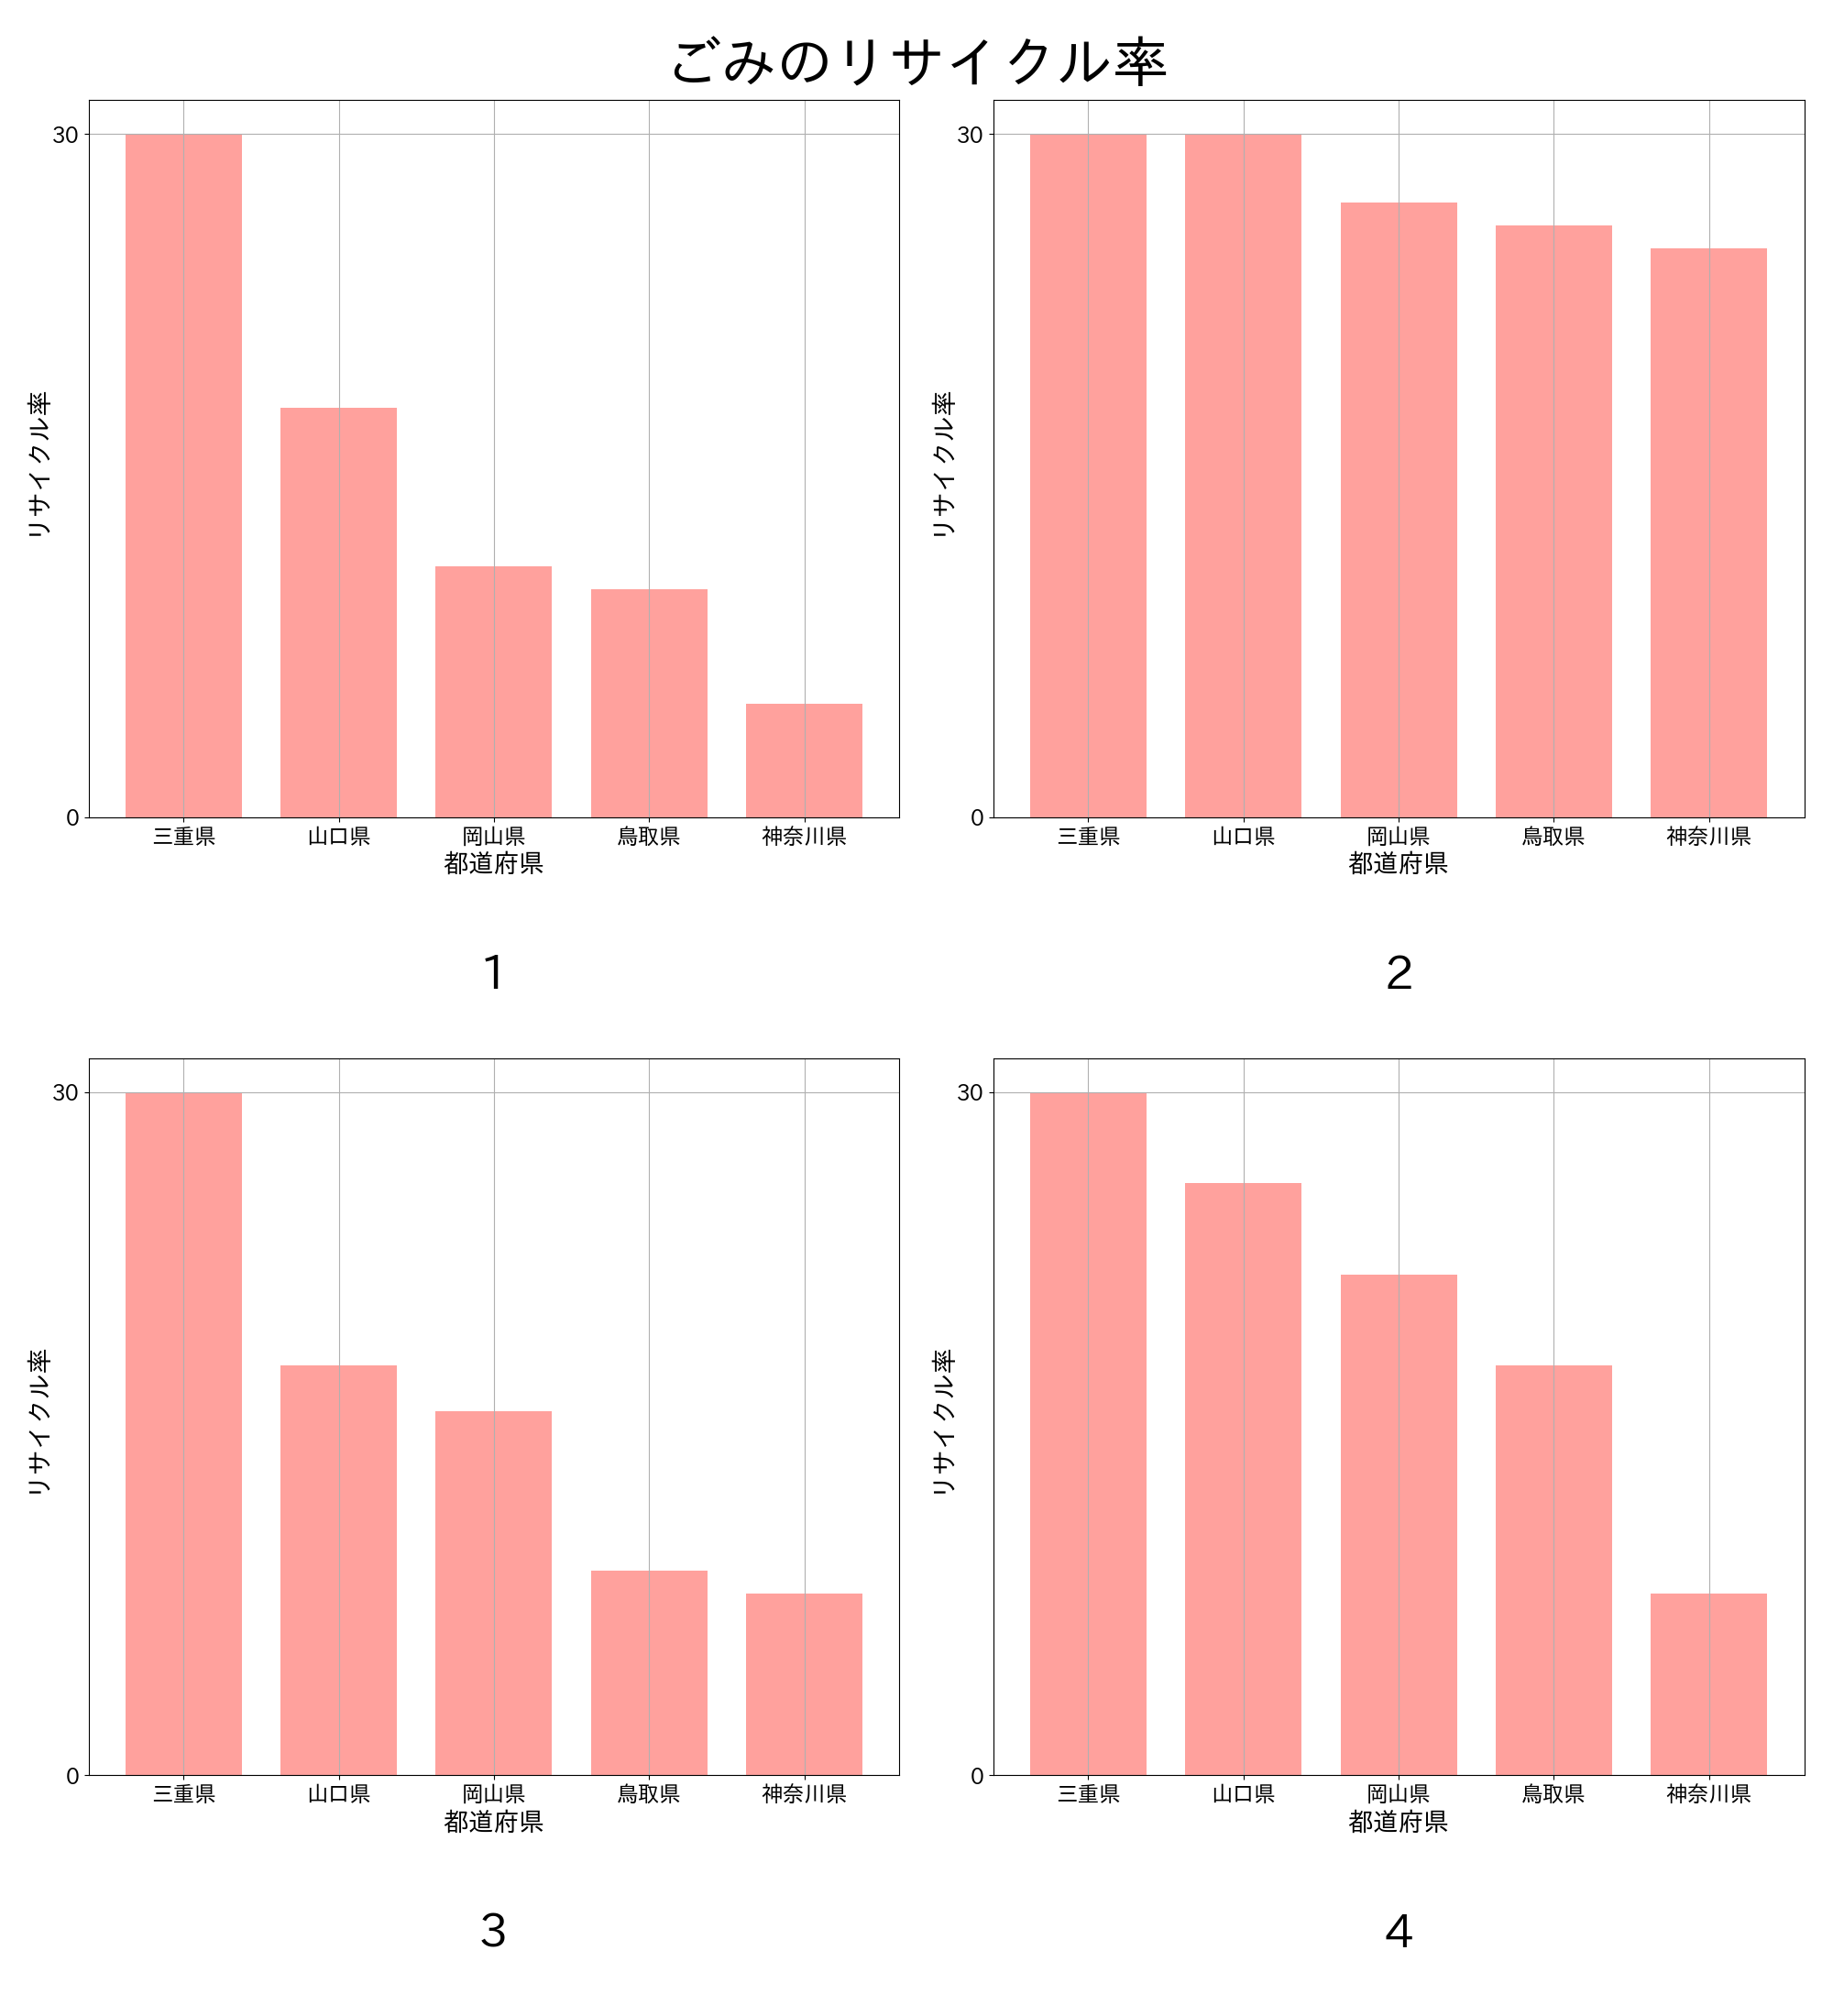 ごみのリサイクル率
30
0
リサイクル率
三重県 山口県 岡山県 鳥取県 神奈川県
都道府県
1
30
0
リサイクル率
三重県 山口県 岡山県 鳥取県 神奈川県
都道府県
2
30
0
リサイクル率
三重県 山口県 岡山県 鳥取県 神奈川県
都道府県
3
30
0
リサイクル率
三重県 山口県 岡山県 鳥取県 神奈川県
都道府県
4